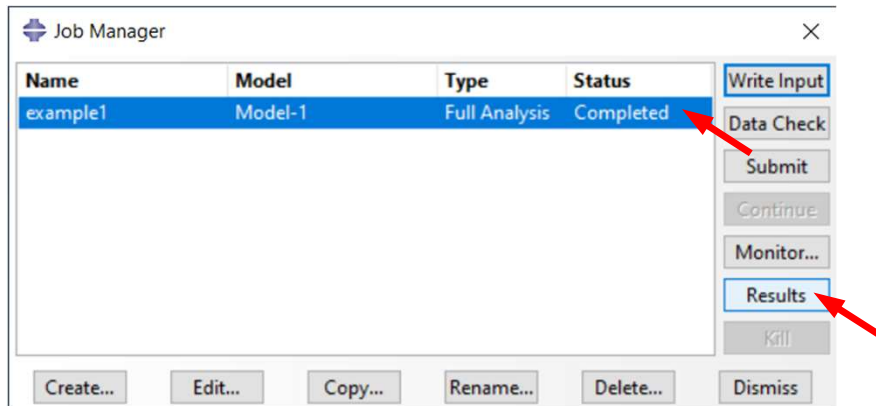 Job Manager
Name Model Type Status
example1 Model-1 Full Analysis Completed
Write Input
Data Check
Submit
Continue
Monitor...
Results
Kill
Create... Edit... Copy... Rename... Delete... Dismiss